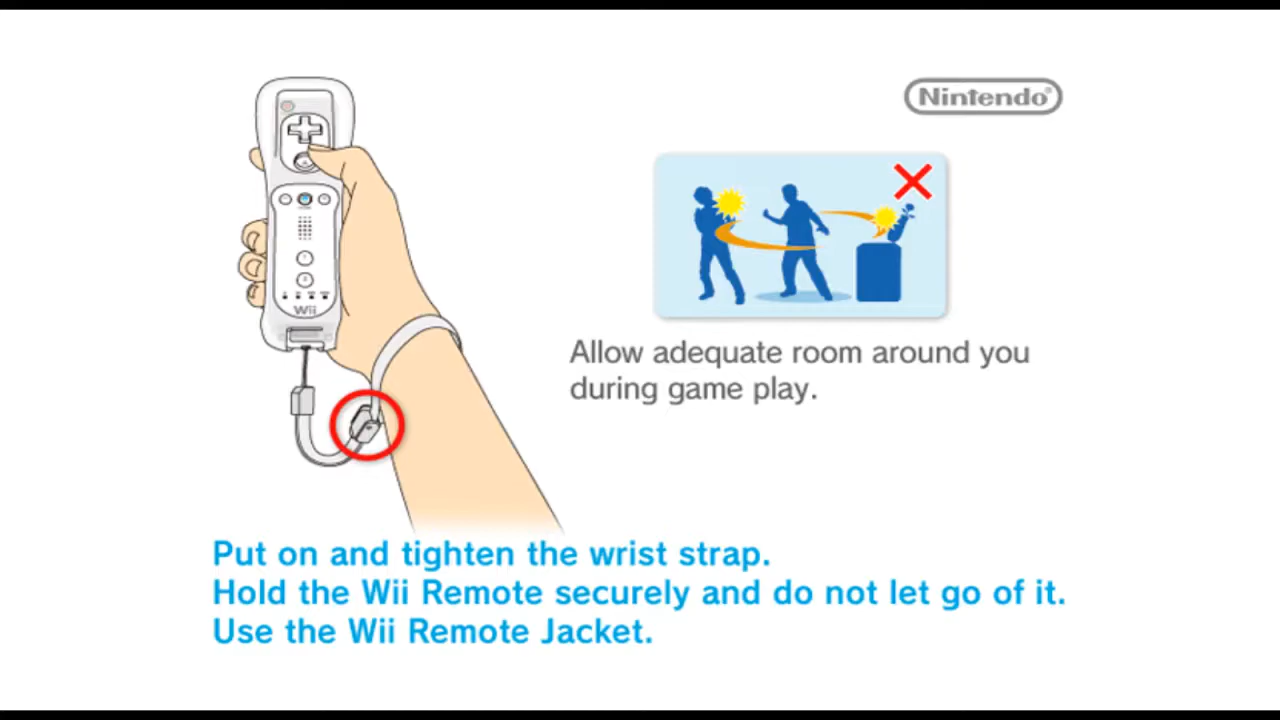 Nintendo®
Allow adequate room around you
during game play.
Wii
Put on and tighten the wrist strap.
Hold the Wii Remote securely and do not let go of it.
Use the Wii Remote Jacket.